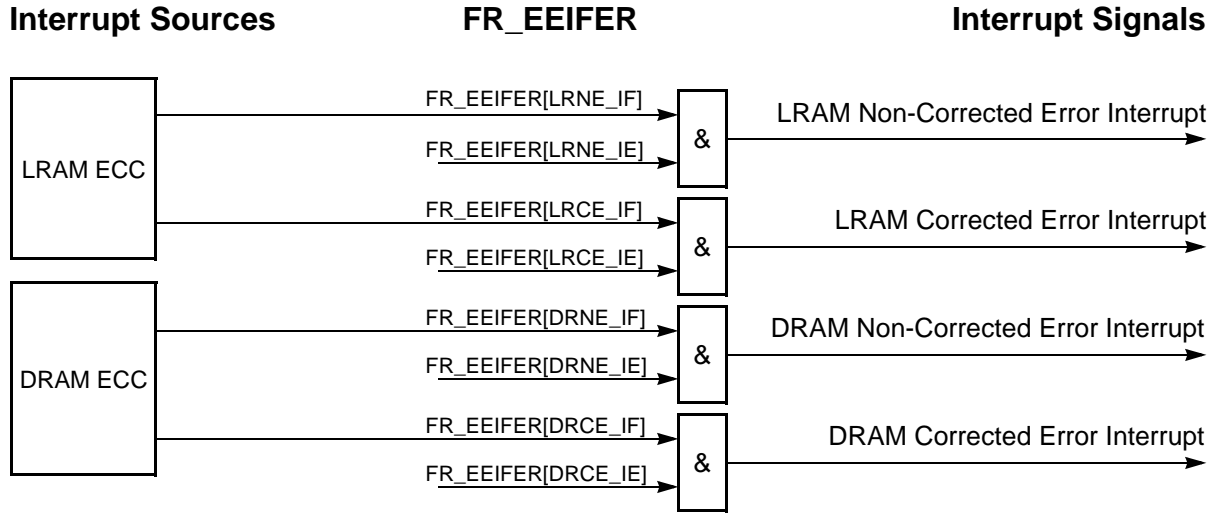 Interrupt Sources
FR_EEIFER
Interrupt Signals
LRAM ECC
FR_EEIFER[LRNE_IF]
FR_EEIFER[LRNE_IE]
&
LRAM Non-Corrected Error Interrupt
FR_EEIFER[LRCE_IF]
FR_EEIFER[LRCE_IE]
&
LRAM Corrected Error Interrupt
DRAM ECC
FR_EEIFER[DRNE_IF]
FR_EEIFER[DRNE_IE]
&
DRAM Non-Corrected Error Interrupt
FR_EEIFER[DRCE_IF]
FR_EEIFER[DRCE_IE]
&
DRAM Corrected Error Interrupt